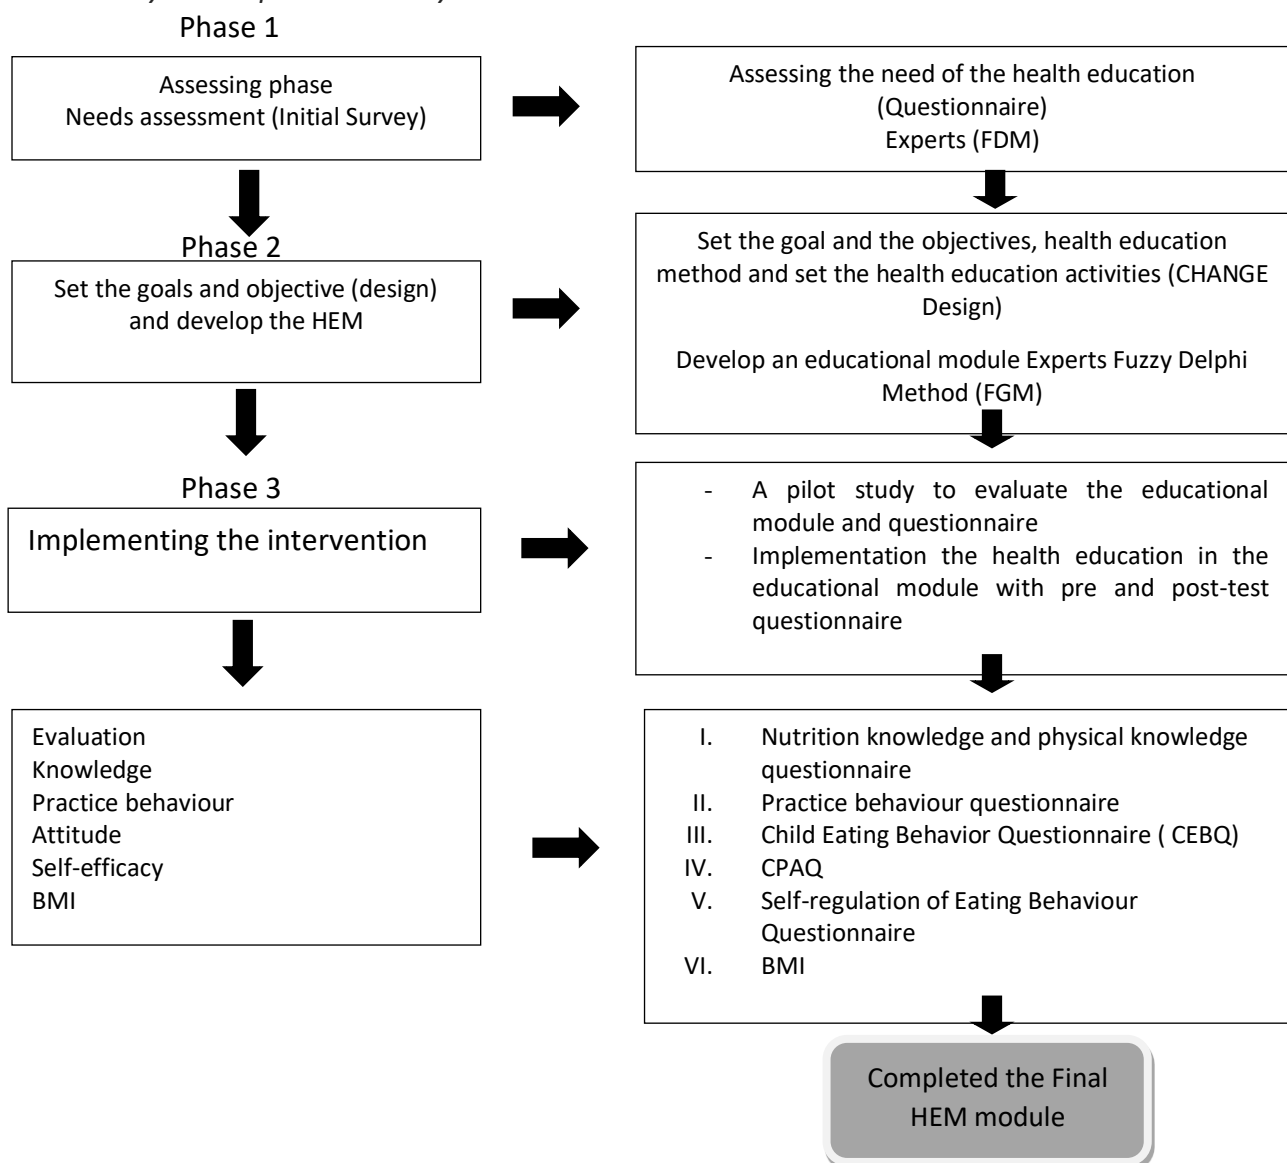 Phase 1
Assessing phase
Needs assessment (Initial Survey)
Assessing the need of the health education
(Questionnaire)
Experts (FDM)
Phase 2
Set the goals and objective (design)
and develop the HEM
Set the goal and the objectives, health education
method and set the health education activities (CHANGE
Design)
Develop an educational module Experts Fuzzy Delphi
Method (FGM)
Phase 3
Implementing the intervention
- A pilot study to evaluate the educational
module and questionnaire
- Implementation the health education in the
educational module with pre and post-test
questionnaire
Evaluation
Knowledge
Practice behaviour
Attitude
Self-efficacy
BMI
I. Nutrition knowledge and physical knowledge
questionnaire
II. Practice behaviour questionnaire
III. Child Eating Behavior Questionnaire ( CEBQ)
IV. CPAQ
V. Self-regulation of Eating Behaviour
Questionnaire
VI. BMI
Completed the Final
HEM module